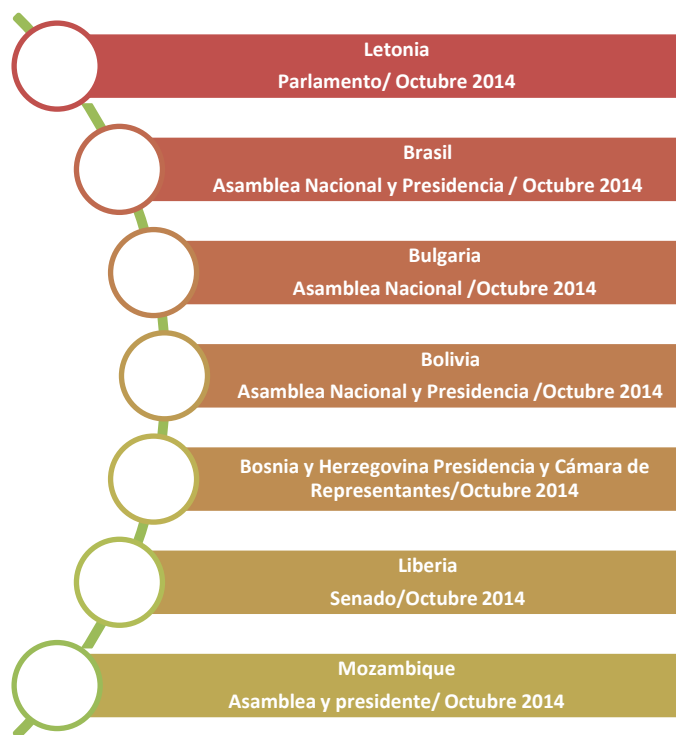 Letonia
Parlamento/ Octubre 2014
Brasil
Asamblea Nacional y Presidencia / Octubre 2014
Bulgaria
Asamblea Nacional /Octubre 2014
Bolivia
Asamblea Nacional y Presidencia /Octubre 2014
Bosnia y Herzegovina Presidencia y Cámara de
Representantes/Octubre 2014
Liberia
Senado/Octubre 2014
Mozambique
Asamblea y presidente/ Octubre 2014